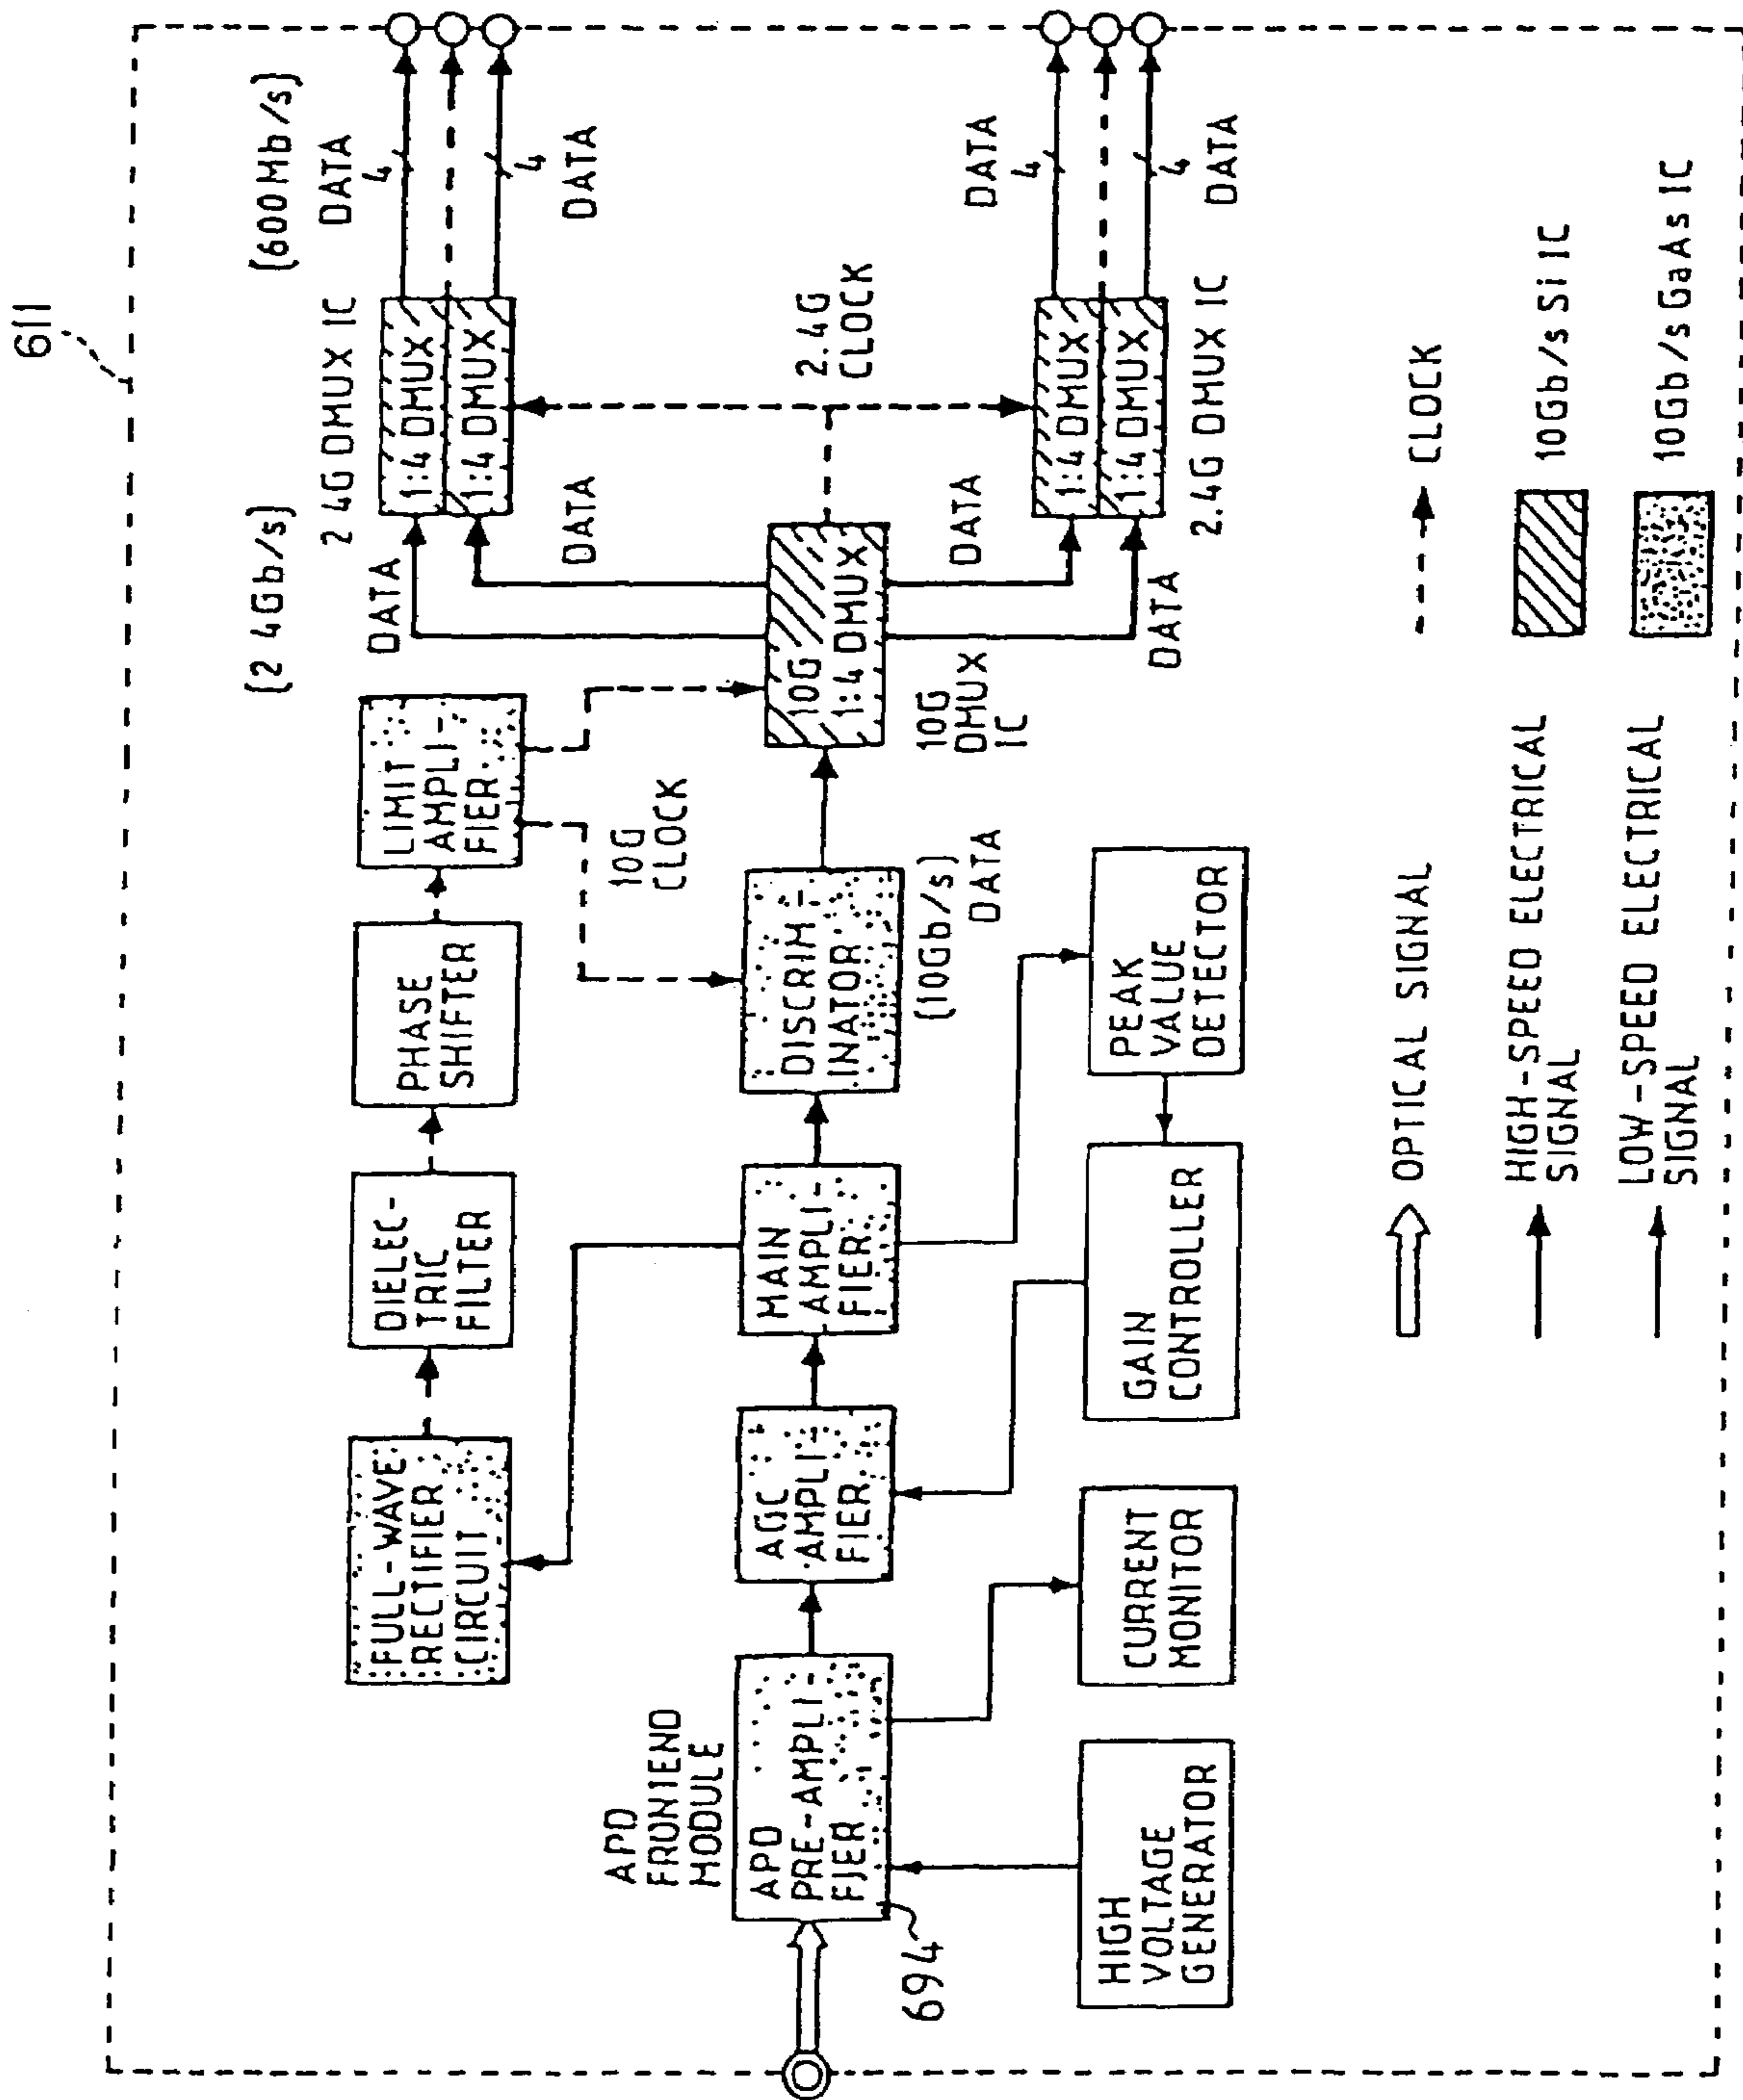 611
(600Mb/s)
(2 4Gb/s)
2 4G DMUX IC
DATA
4
1:4 DMUX
1:4 DMUX
DATA
DATA
4
DATA
FULL-WAVE
RECTIFIER
CIRCUIT
DIELEC-
TRIC
FILTER
PHASE
SHIFTER
LIMIT
AMPLI-
FIER
10G
CLOCK
2.4G
CLOCK
APD
FRONTEND
MODULE
APD
PRE-AMPLI-
FIER
694
AGC
AMPLI-
FIER
MAIN
AMPLI-
FIER
DISCRIM-
INATOR
(10Gb/s)
DATA
10G
1:4 DMUX
10G
DMUX
IC
DATA
DATA
DATA
4
1:4 DMUX
1:4 DMUX
4
DATA
2.4G DMUX IC
HIGH
VOLTAGE
GENERATOR
CURRENT
MONITOR
GAIN
CONTROLLER
PEAK
VALUE
DETECTOR
OPTICAL SIGNAL
CLOCK
HIGH-SPEED ELECTRICAL
SIGNAL
10Gb/s Si IC
LOW-SPEED ELECTRICAL
SIGNAL
10Gb/s GaAs IC